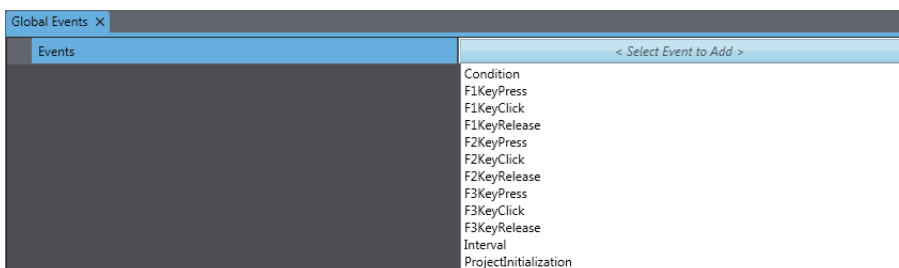 Global Events X
Events
< Select Event to Add >
Condition
F1KeyPress
F1KeyClick
F1KeyRelease
F2KeyPress
F2KeyClick
F2KeyRelease
F3KeyPress
F3KeyClick
F3KeyRelease
Interval
ProjectInitialization